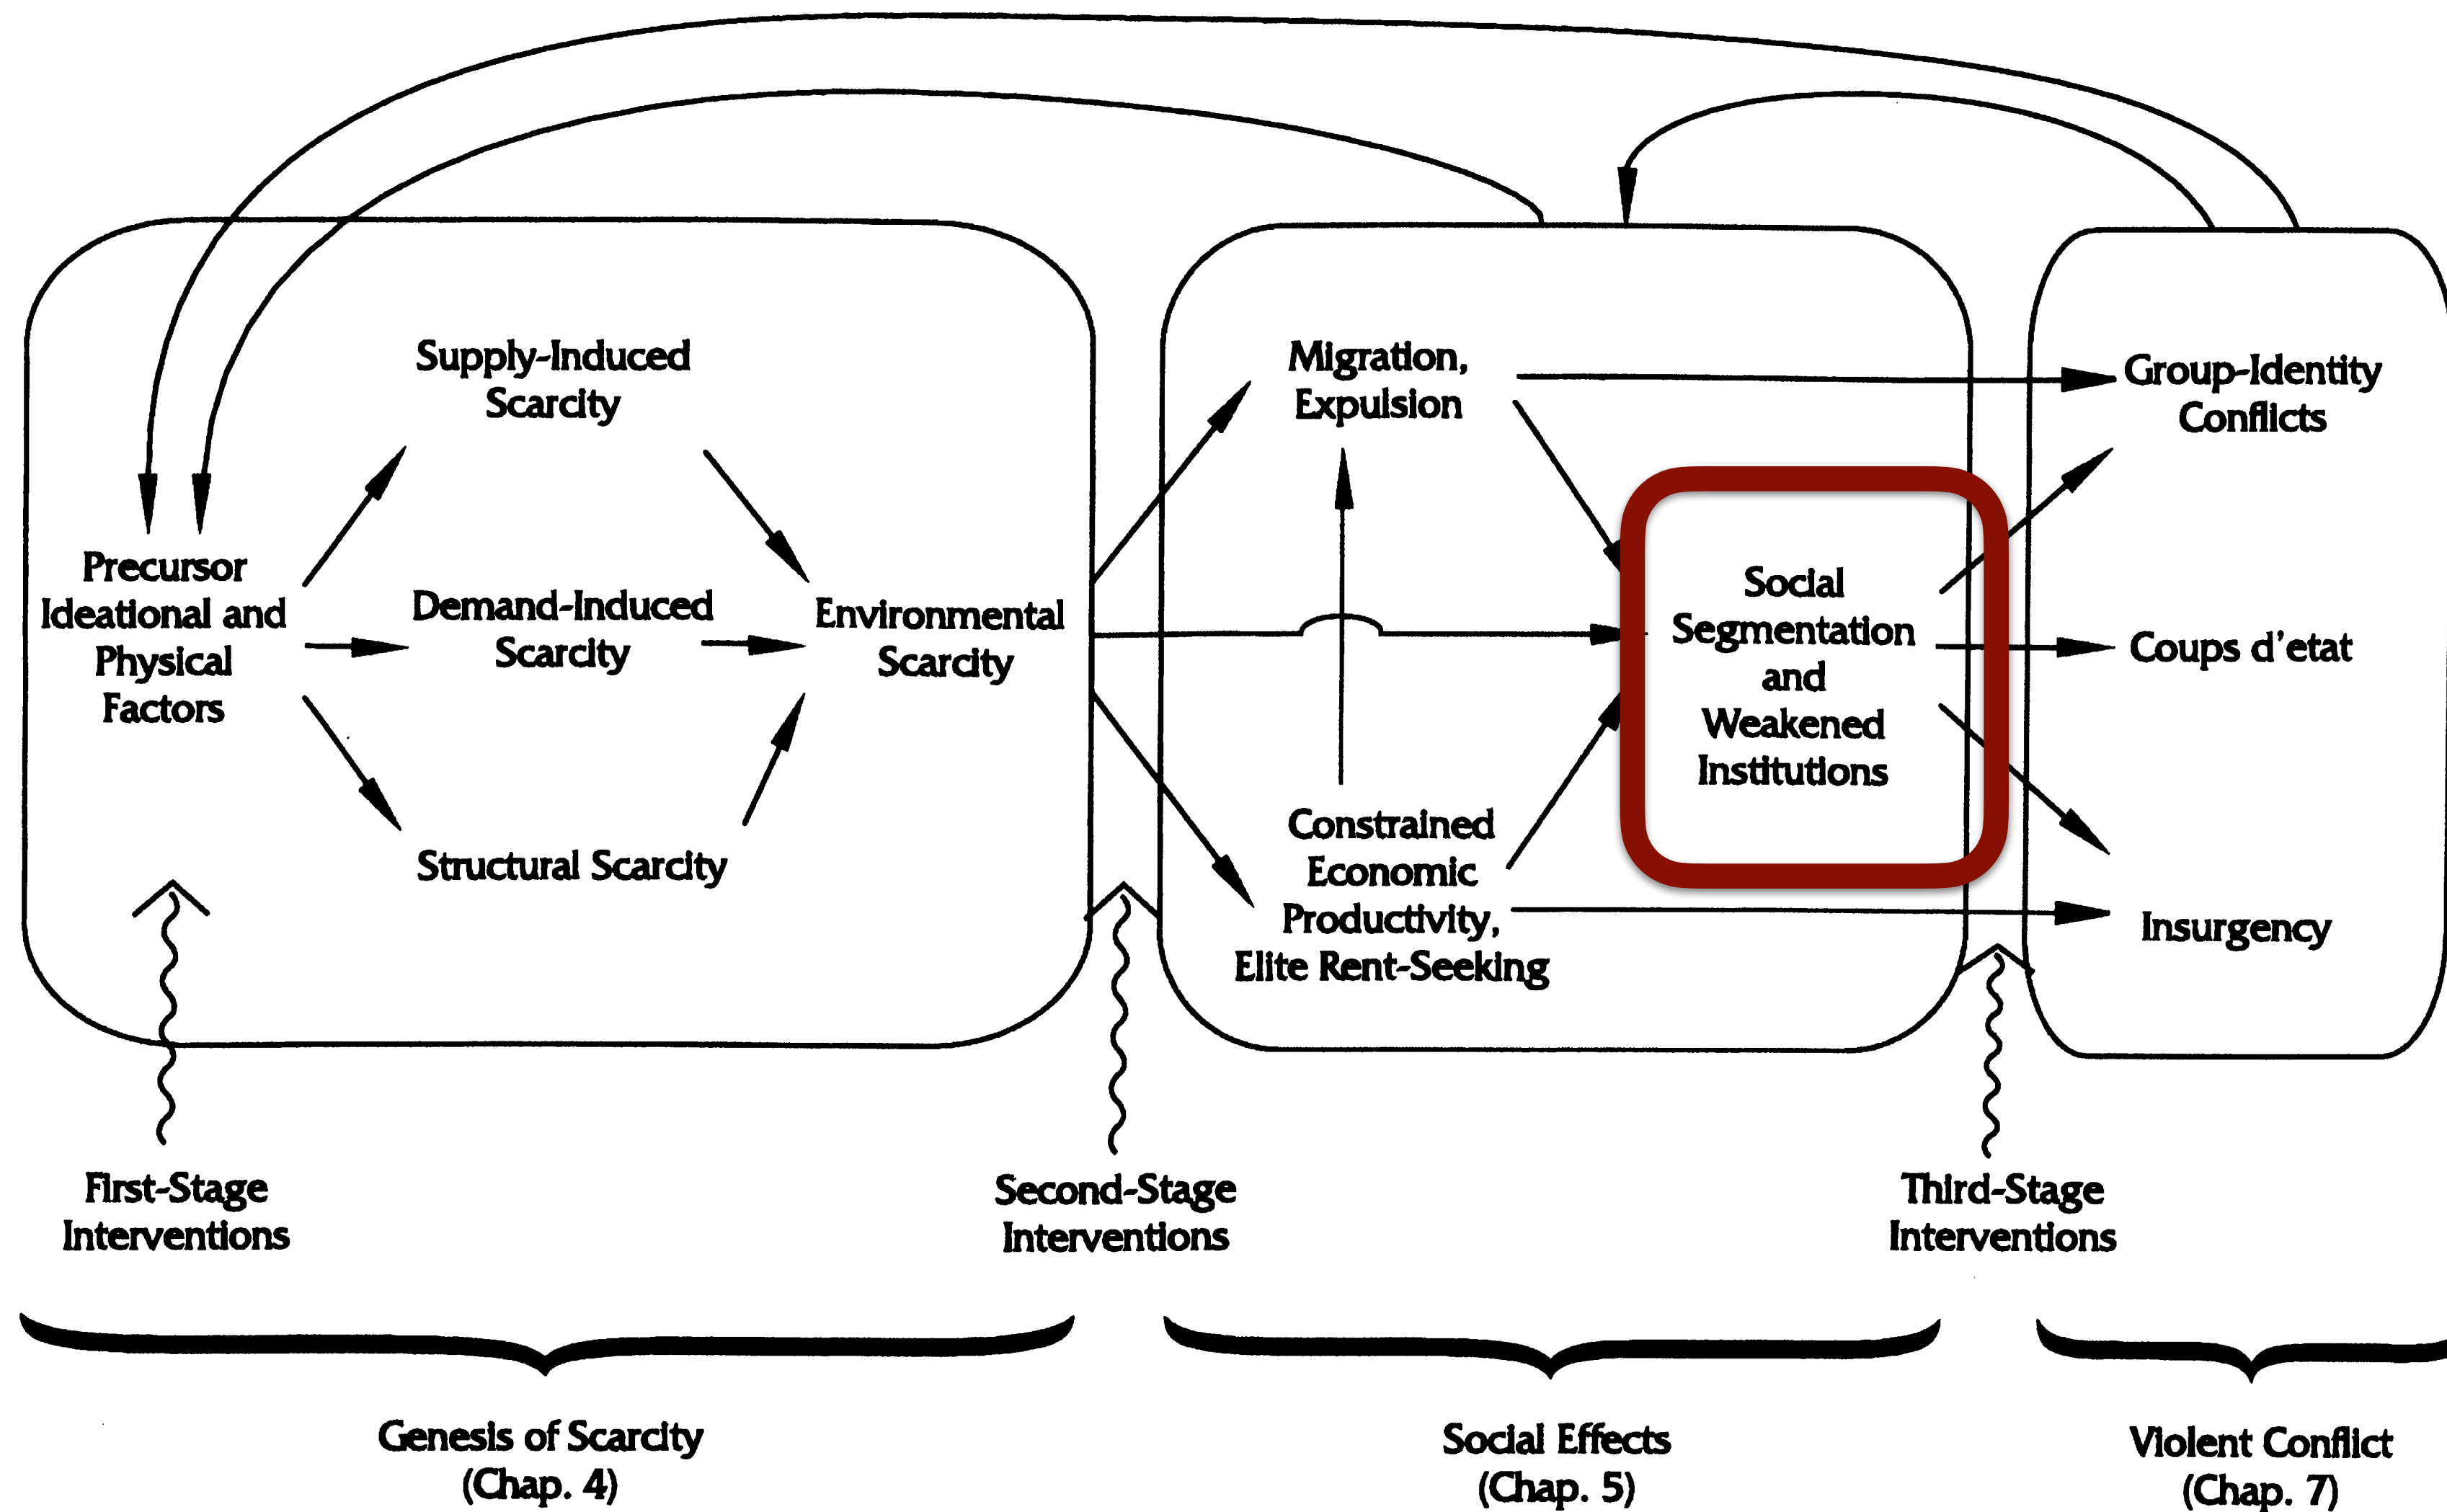 Supply-Induced
Scarcity
Precursor
Ideational and
Physical
Factors
Demand-Induced
Scarcity
Environmental
Scarcity
Structural Scarcity
Migration,
Expulsion
Social
Segmentation
and
Weakened
Institutions
Constrained
Economic
Productivity,
Elite Rent-Seeking
Group-Identity
Conflicts
Coups d'etat
Insurgency
First-Stage
Interventions
Second-Stage
Interventions
Third-Stage
Interventions
Genesis of Scarcity
(Chap. 4)
Social Effects
(Chap. 5)
Violent Conflict
(Chap. 7)